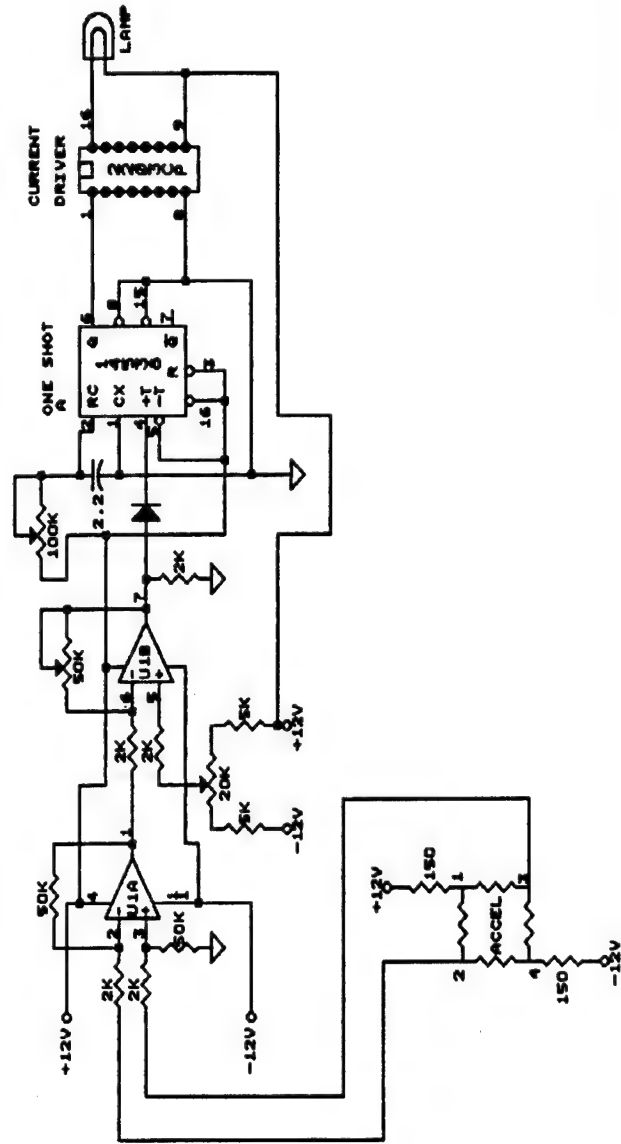 CURRENT
DRIVER
ONE SHOT
A
100K
50K
50K
+12V
4
2
RC
Q
6
1
16
LAMP
2.2
1
CX
8
2K
2
1
2K
6
7
4
+T
15
5
-T
U1A
U1B
2K
3
2K
5
Q
7
R
3
8
9
50K
11
2K
16
-12V
20K
5K
5K
-12V
+12V
+12V
150
1
2
ACCEL
3
4
150
-12V